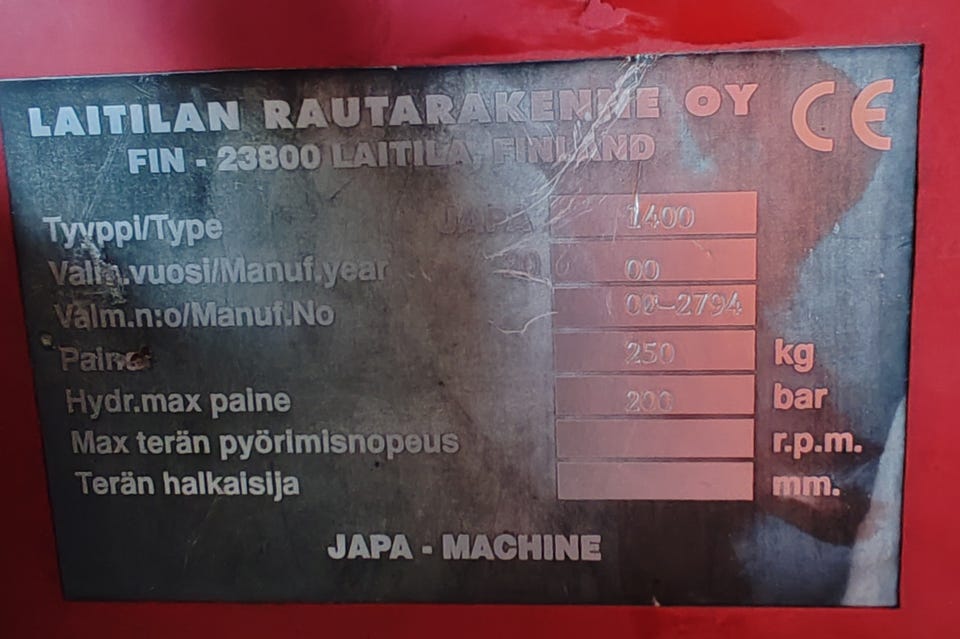 LAITILAN RAUTARAKENNE OY CE
FIN - 23800 LAITILA, FINLAND
Tyyppi/Type JAPA 1400
Valm.vuosi/Manuf.year 00
Valm.n:o/Manuf.No 00-2794
Paino 250 kg
Hydr.max paine 200 bar
Max terän pyörimisnopeus r.p.m.
Terän halkaisija mm.
JAPA - MACHINE